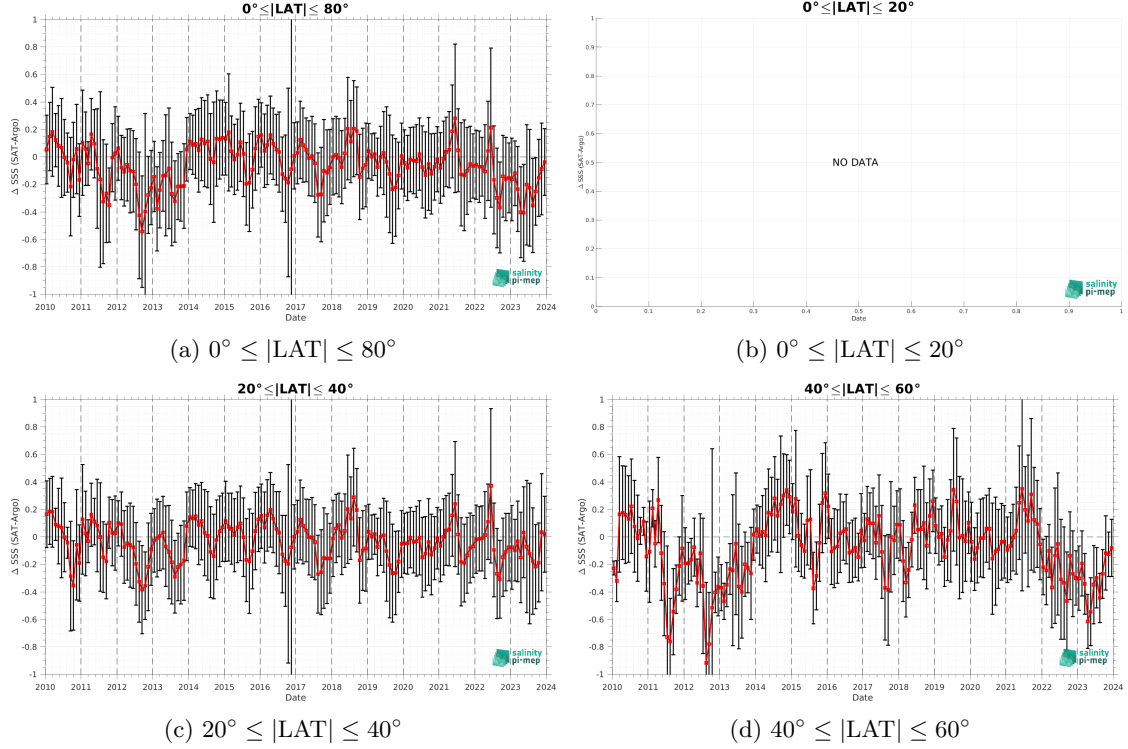 0°≤|LAT|≤ 80°
Δ SSS (SAT-Argo)
1
0.8
0.6
0.4
0.2
0
-0.2
-0.4
-0.6
-0.8
-1
2010 2011 2012 2013 2014 2015 2016 2017 2018 2019 2020 2021 2022 2023 2024
Date
salinity
pi-mep
(a) 0° ≤ |LAT| ≤ 80°
0°≤|LAT|≤ 20°
Δ SSS (SAT-Argo)
1
0.9
0.8
0.7
0.6
0.5
0.4
0.3
0.2
0.1
0
NO DATA
0 0.1 0.2 0.3 0.4 0.5 0.6 0.7 0.8 0.9 1
Date
salinity
pi-mep
(b) 0° ≤ |LAT| ≤ 20°
20°≤|LAT|≤ 40°
Δ SSS (SAT-Argo)
1
0.8
0.6
0.4
0.2
0
-0.2
-0.4
-0.6
-0.8
-1
2010 2011 2012 2013 2014 2015 2016 2017 2018 2019 2020 2021 2022 2023 2024
Date
salinity
pi-mep
(c) 20° ≤ |LAT| ≤ 40°
40°≤|LAT|≤ 60°
Δ SSS (SAT-Argo)
1
0.8
0.6
0.4
0.2
0
-0.2
-0.4
-0.6
-0.8
-1
2010 2011 2012 2013 2014 2015 2016 2017 2018 2019 2020 2021 2022 2023 2024
Date
salinity
pi-mep
(d) 40° ≤ |LAT| ≤ 60°